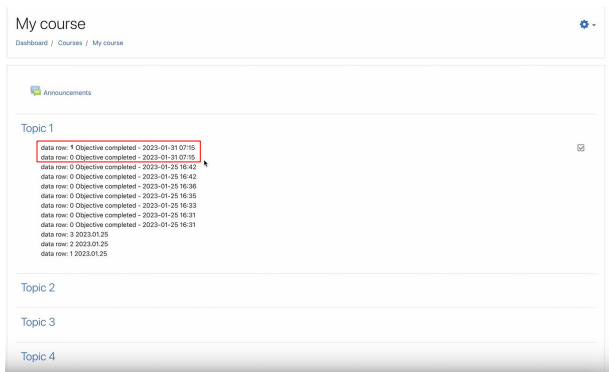 My course
Dashboard / Courses / My course
Announcements
Topic 1
data row: 1 Objective completed - 2023-01-31 07:15
data row: 0 Objective completed - 2023-01-31 07:15
data row: 0 Objective completed - 2023-01-25 16:42
data row: 0 Objective completed - 2023-01-25 16:42
data row: 0 Objective completed - 2023-01-25 16:36
data row: 0 Objective completed - 2023-01-25 16:35
data row: 0 Objective completed - 2023-01-25 16:33
data row: 0 Objective completed - 2023-01-25 16:31
data row: 0 Objective completed - 2023-01-25 16:31
data row: 3 2023.01.25
data row: 2 2023.01.25
data row: 1 2023.01.25
Topic 2
Topic 3
Topic 4